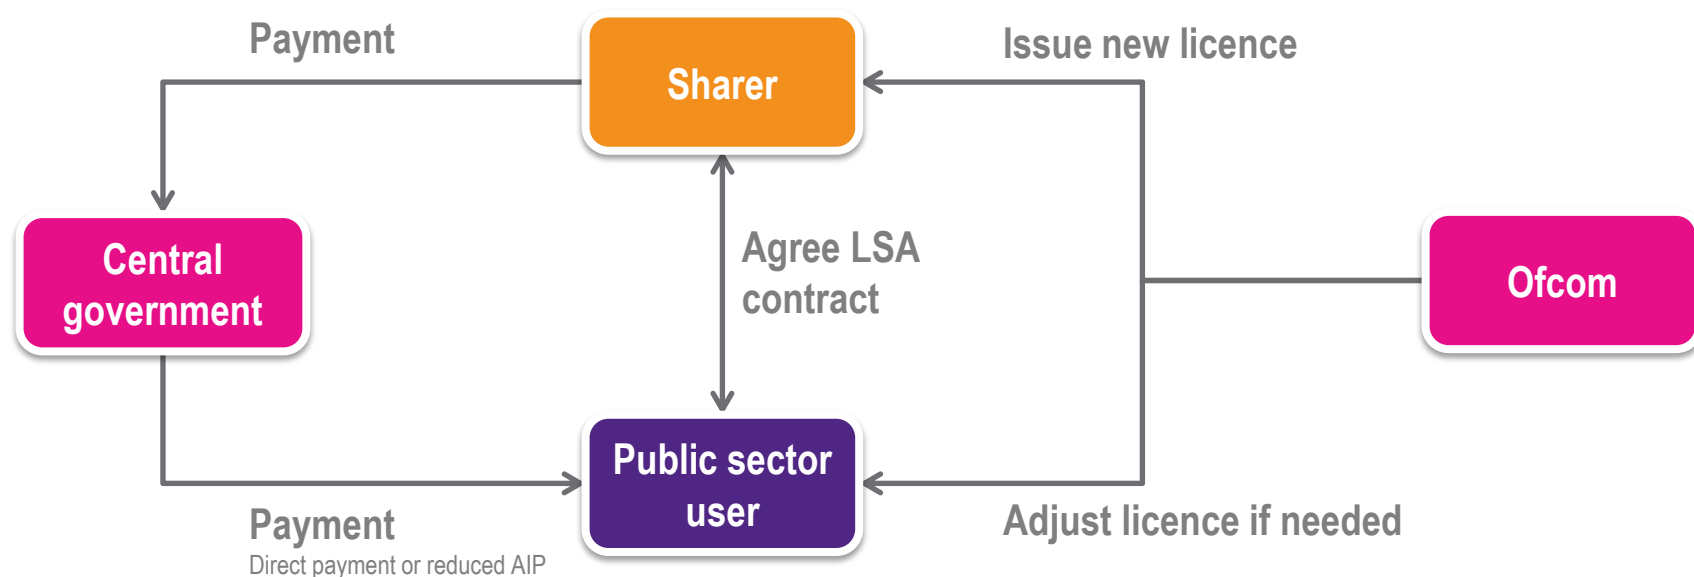 Payment
Sharer
Issue new licence
Central
government
Agree LSA
contract
Ofcom
Public sector
user
Payment
Direct payment or reduced AIP
Adjust licence if needed